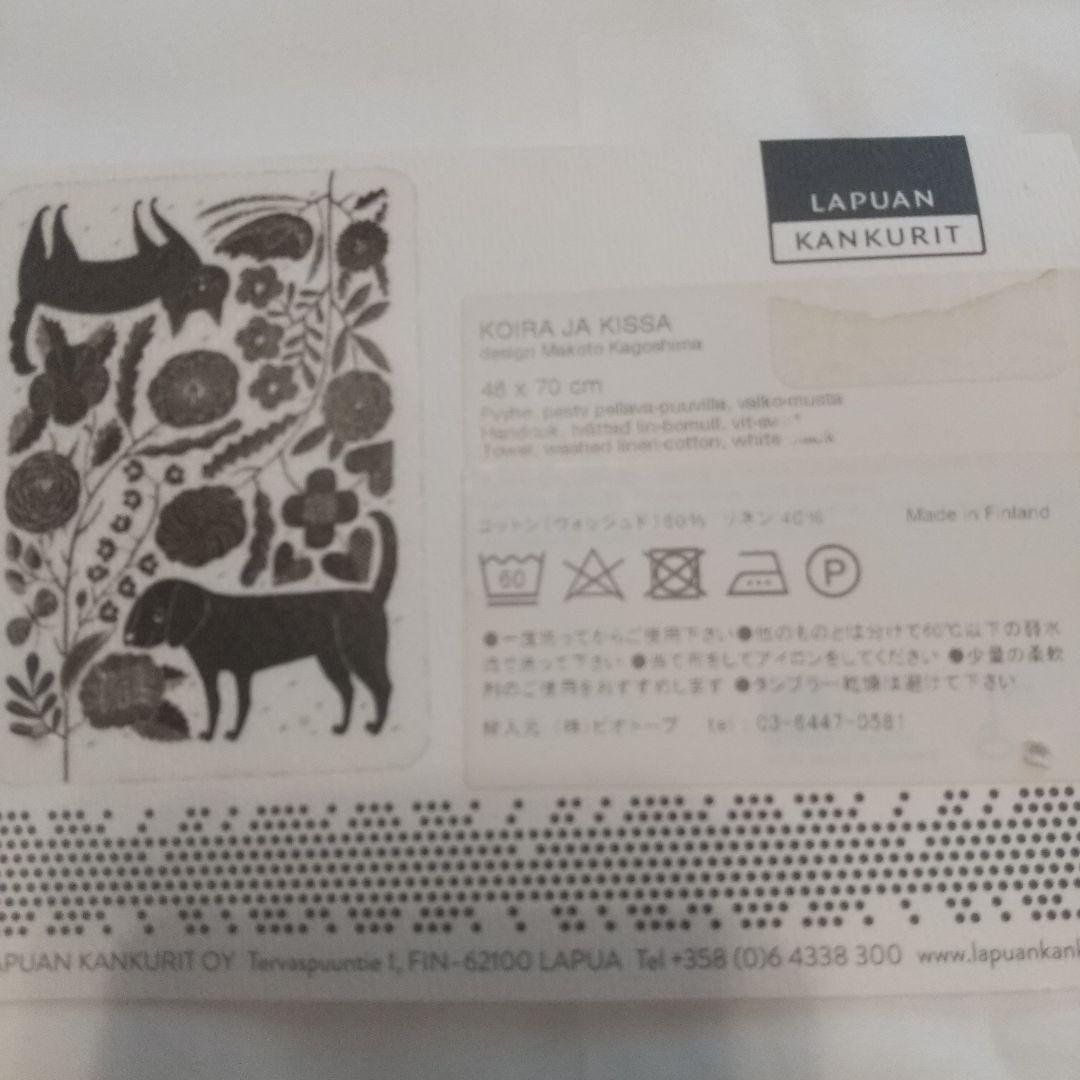 LAPUAN
KANKURIT
KOIRA JA KISSA
design Makoto Kagoshima
48 x 70 cm
Pyyhe, pesty pellava-puuvilla, valko-musta
Handduk, tvättad lin-bomull,
Towel, washed linen-cotton, white
コットン(ウォッシュド)60% リネン 40%
Made in Finland
60
P
●一度洗ってからご使用下さい●他のものとは分けて60℃以下の弱水
流で洗って下さい ●当て布をしてアイロンをしてください ●少量の柔軟
剤のご使用をおすすめします ●タンブラー乾燥は避けて下さい
輸入元 (株)ビオトープ tel : 03-6447-0581
APUAN KANKURIT OY Tervaspuuntie 1, FIN-62100 LAPUA Tel +358 (0)6 4338 300 www.lapuankank